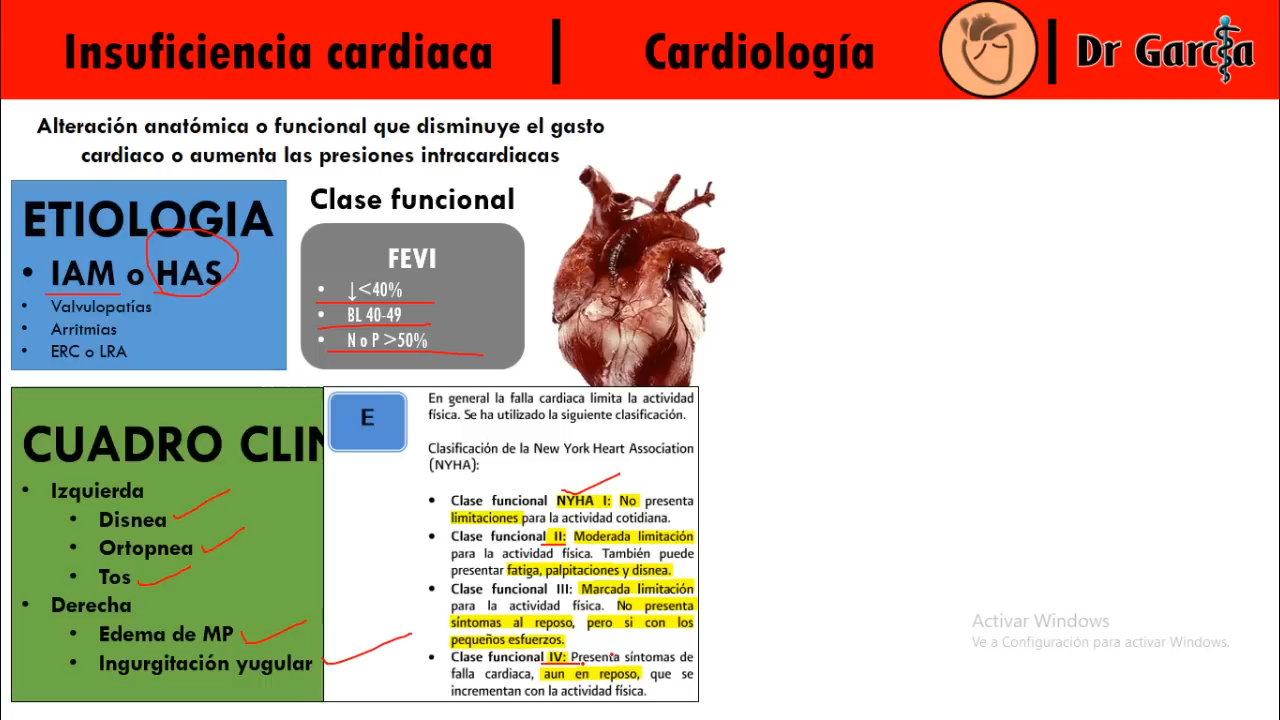 Insuficiencia cardiaca | Cardiología | Dr García
Alteración anatómica o funcional que disminuye el gasto
cardiaco o aumenta las presiones intracardiacas
ETIOLOGIA
• IAM o HAS
• Valvulopatías
• Arritmias
• ERC o LRA
Clase funcional
FEVI
• ↓<40%
• BL 40-49
• N o P >50%
CUADRO CLIN
• Izquierda
• Disnea
• Ortopnea
• Tos
• Derecha
• Edema de MP
• Ingurgitación yugular
E
En general la falla cardiaca limita la actividad
física. Se ha utilizado la siguiente clasificación.
Clasificación de la New York Heart Association
(NYHA):
• Clase funcional NYHA I: No presenta
limitaciones para la actividad cotidiana.
• Clase funcional II: Moderada limitación
para la actividad física. También puede
presentar fatiga, palpitaciones y disnea.
• Clase funcional III: Marcada limitación
para la actividad física. No presenta
síntomas al reposo, pero si con los
pequeños esfuerzos.
• Clase funcional IV: Presenta síntomas de
falla cardiaca, aun en reposo, que se
incrementan con la actividad física.
Activar Windows
Ve a Configuración para activar Windows.